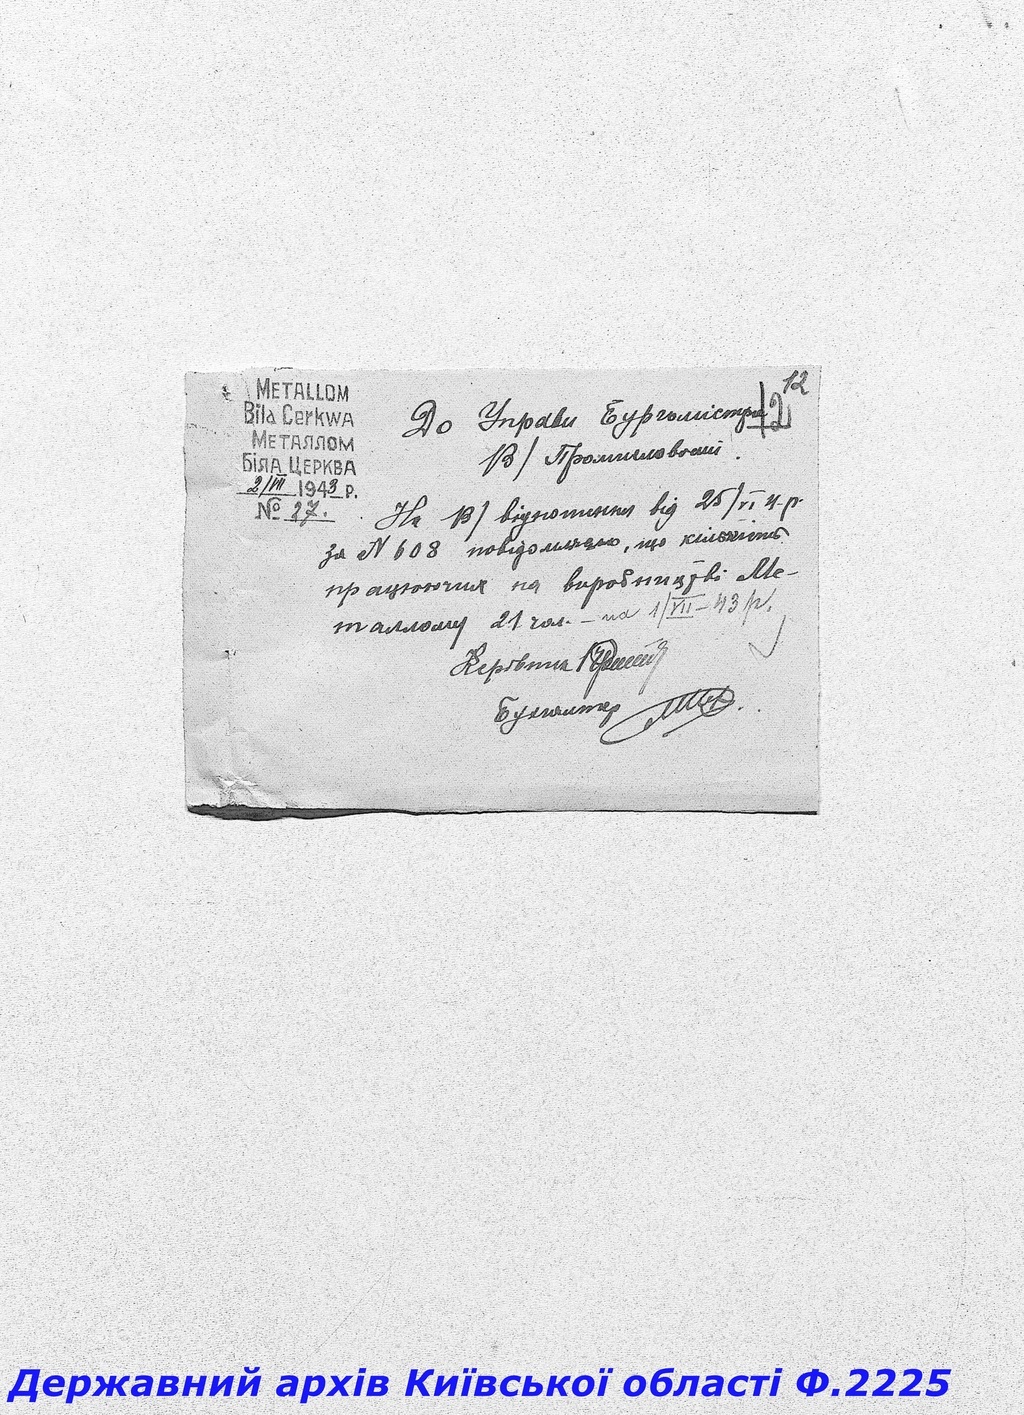 12
METALLOM
Bila Cerkwa
МЕТАЛЛОМ
БІЛА ЦЕРКВА
2/VII 1943 р.
№ 27.
До Управи Бургомістра 12
В/ Промисловості.
На В/ відношення від 25/VI ц-р.
за N 608 повідомляємо, що кількість
працюючих на виробництві Ме-
таллому 21 чол. – на 1/VII-43 р.
Керівник
Бухгалтер
Державний архів Київської області Ф.2225